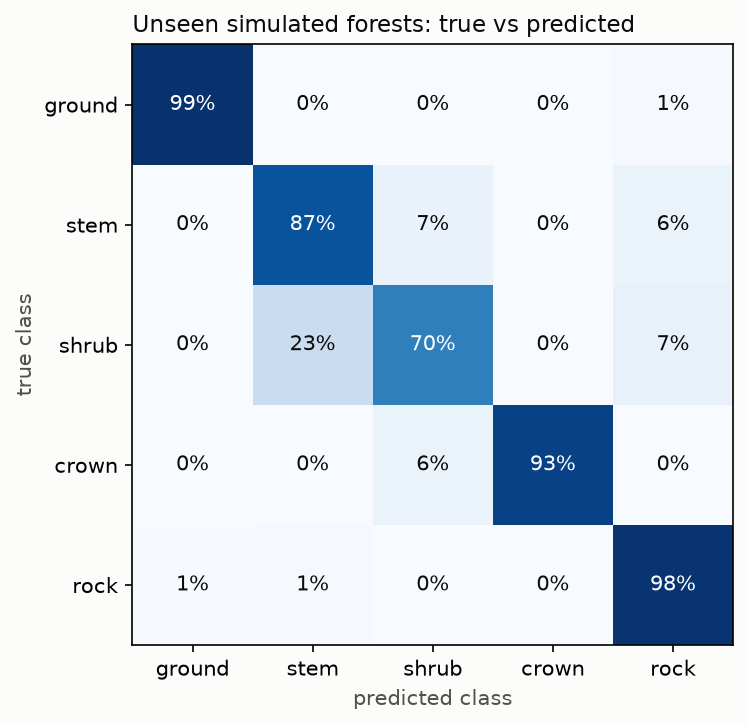 Unseen simulated forests: true vs predicted
ground 99% 0% 0% 0% 1%
stem 0% 87% 7% 0% 6%
true class
shrub 0% 23% 70% 0% 7%
crown 0% 0% 6% 93% 0%
rock 1% 1% 0% 0% 98%
ground stem shrub crown rock
predicted class